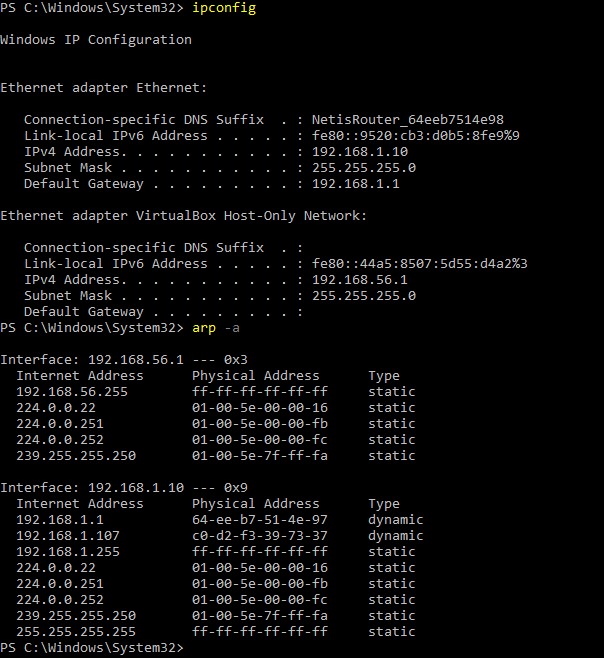 PS C:\Windows\System32> ipconfig
Windows IP Configuration
Ethernet adapter Ethernet:
   Connection-specific DNS Suffix  . : NetisRouter_64eeb7514e98
   Link-local IPv6 Address . . . . . : fe80::9520:cb3:d0b5:8fe9%9
   IPv4 Address. . . . . . . . . . . : 192.168.1.10
   Subnet Mask . . . . . . . . . . . : 255.255.255.0
   Default Gateway . . . . . . . . . : 192.168.1.1
Ethernet adapter VirtualBox Host-Only Network:
   Connection-specific DNS Suffix  . :
   Link-local IPv6 Address . . . . . : fe80::44a5:8507:5d55:d4a2%3
   IPv4 Address. . . . . . . . . . . : 192.168.56.1
   Subnet Mask . . . . . . . . . . . : 255.255.255.0
   Default Gateway . . . . . . . . . :
PS C:\Windows\System32> arp -a
Interface: 192.168.56.1 --- 0x3
  Internet Address      Physical Address      Type
  192.168.56.255        ff-ff-ff-ff-ff-ff     static
  224.0.0.22            01-00-5e-00-00-16     static
  224.0.0.251           01-00-5e-00-00-fb     static
  224.0.0.252           01-00-5e-00-00-fc     static
  239.255.255.250       01-00-5e-7f-ff-fa     static
Interface: 192.168.1.10 --- 0x9
  Internet Address      Physical Address      Type
  192.168.1.1           64-ee-b7-51-4e-97     dynamic
  192.168.1.107         c0-d2-f3-39-73-37     dynamic
  192.168.1.255         ff-ff-ff-ff-ff-ff     static
  224.0.0.22            01-00-5e-00-00-16     static
  224.0.0.251           01-00-5e-00-00-fb     static
  224.0.0.252           01-00-5e-00-00-fc     static
  239.255.255.250       01-00-5e-7f-ff-fa     static
  255.255.255.255       ff-ff-ff-ff-ff-ff     static
PS C:\Windows\System32>